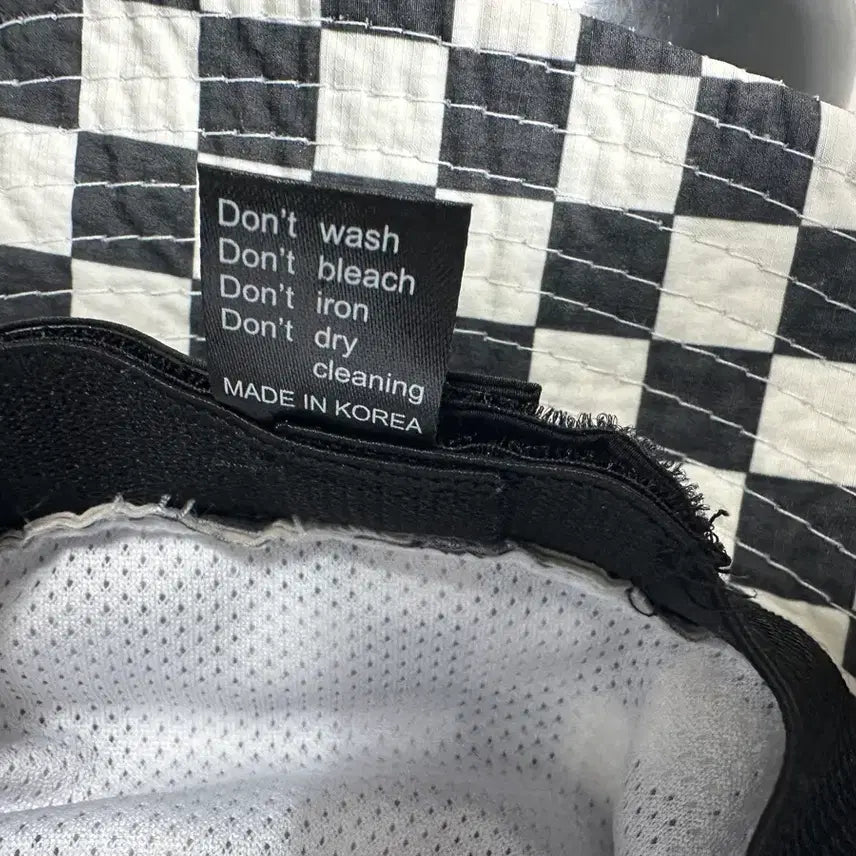 Don't wash
Don't bleach
Don't iron
Don't dry
cleaning
MADE IN KOREA